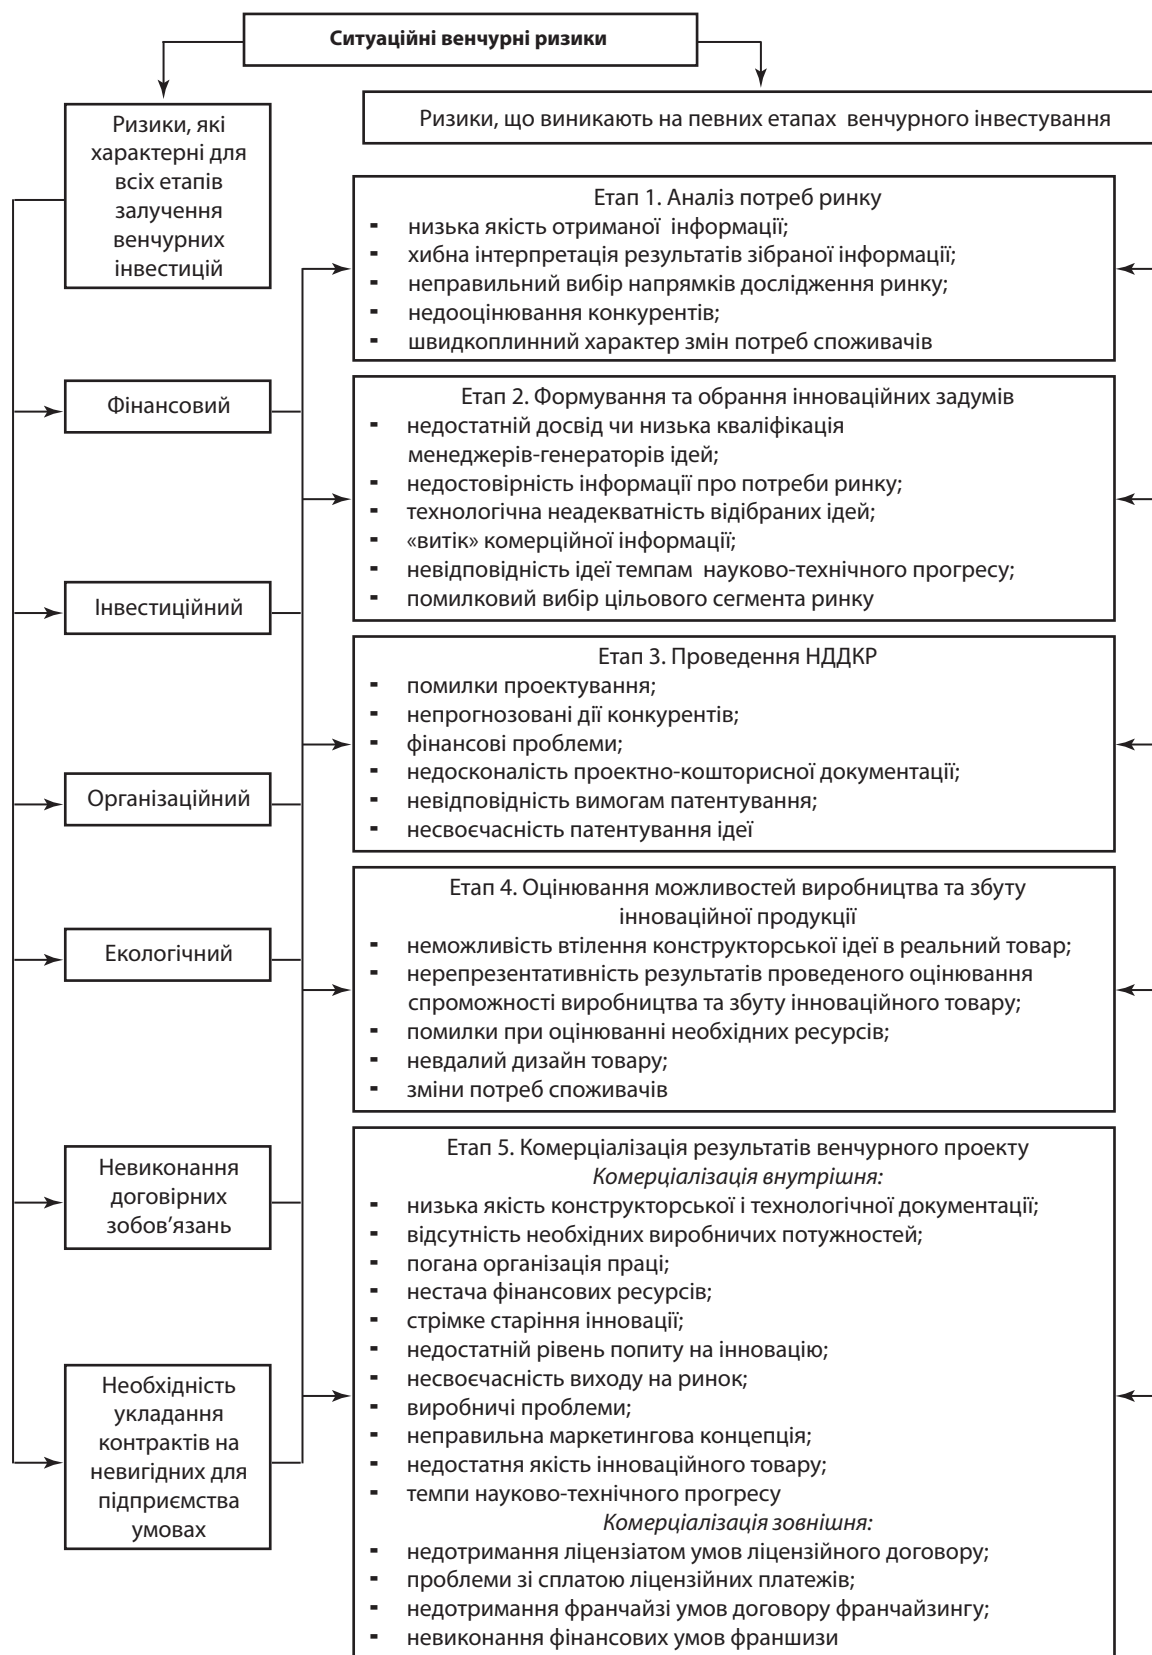 Ситуаційні венчурні ризики
Ризики, які
характерні для
всіх етапів
залучення
венчурних
інвестицій
Ризики, що виникають на певних етапах венчурного інвестування
Фінансовий
Інвестиційний
Організаційний
Екологічний
Невиконання
договірних
зобов’язань
Необхідність
укладання
контрактів на
невигідних для
підприємства
умовах
Етап 1. Аналіз потреб ринку
- низька якість отриманої інформації;
- хибна інтерпретація результатів зібраної інформації;
- неправильний вибір напрямків дослідження ринку;
- недооцінювання конкурентів;
- швидкоплинний характер змін потреб споживачів
Етап 2. Формування та обрання інноваційних задумів
- недостатній досвід чи низька кваліфікація
менеджерів-генераторів ідей;
- недостовірність інформації про потреби ринку;
- технологічна неадекватність відібраних ідей;
- «витік» комерційної інформації;
- невідповідність ідеї темпам науково-технічного прогресу;
- помилковий вибір цільового сегмента ринку
Етап 3. Проведення НДДКР
- помилки проектування;
- непрогнозовані дії конкурентів;
- фінансові проблеми;
- недосконалість проектно-кошторисної документації;
- невідповідність вимогам патентування;
- несвоєчасність патентування ідеї
Етап 4. Оцінювання можливостей виробництва та збуту
інноваційної продукції
- неможливість втілення конструкторської ідеї в реальний товар;
- нерепрезентативність результатів проведеного оцінювання
спроможності виробництва та збуту інноваційного товару;
- помилки при оцінюванні необхідних ресурсів;
- невдалий дизайн товару;
- зміни потреб споживачів
Етап 5. Комерціалізація результатів венчурного проекту
Комерціалізація внутрішня:
- низька якість конструкторської і технологічної документації;
- відсутність необхідних виробничих потужностей;
- погана організація праці;
- нестача фінансових ресурсів;
- стрімке старіння інновації;
- недостатній рівень попиту на інновацію;
- несвоєчасність виходу на ринок;
- виробничі проблеми;
- неправильна маркетингова концепція;
- недостатня якість інноваційного товару;
- темпи науково-технічного прогресу
Комерціалізація зовнішня:
- недотримання ліцензіатом умов ліцензійного договору;
- проблеми зі сплатою ліцензійних платежів;
- недотримання франчайзі умов договору франчайзингу;
- невиконання фінансових умов франшизи